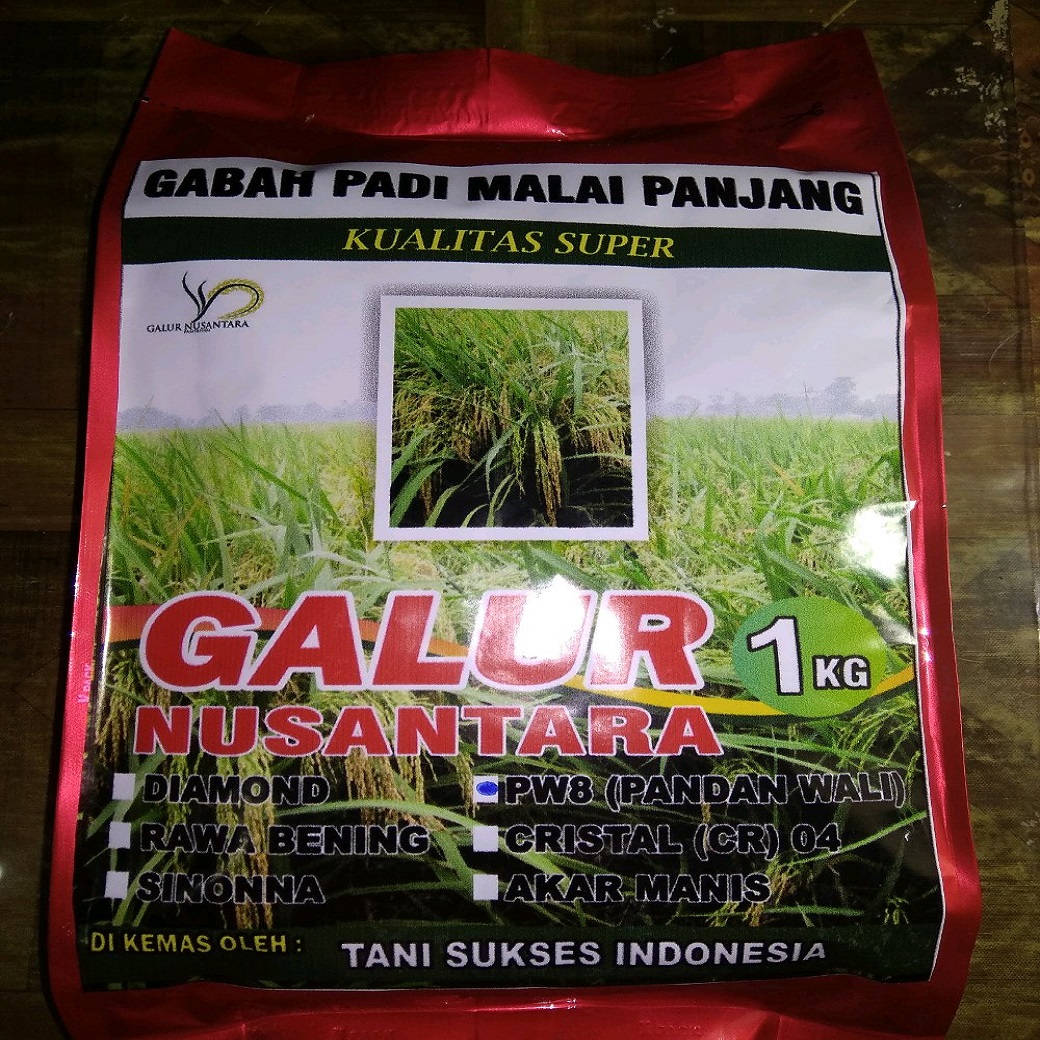 GABAH PADI MALAI PANJANG
KUALITAS SUPER
GALUR NUSANTARA
GALUR
NUSANTARA
1 KG
DIAMOND
RAWA BENING
SINONNA
PW8 (PANDAN WALI)
CRISTAL (CR) 04
AKAR MANIS
DI KEMAS OLEH :
TANI SUKSES INDONESIA